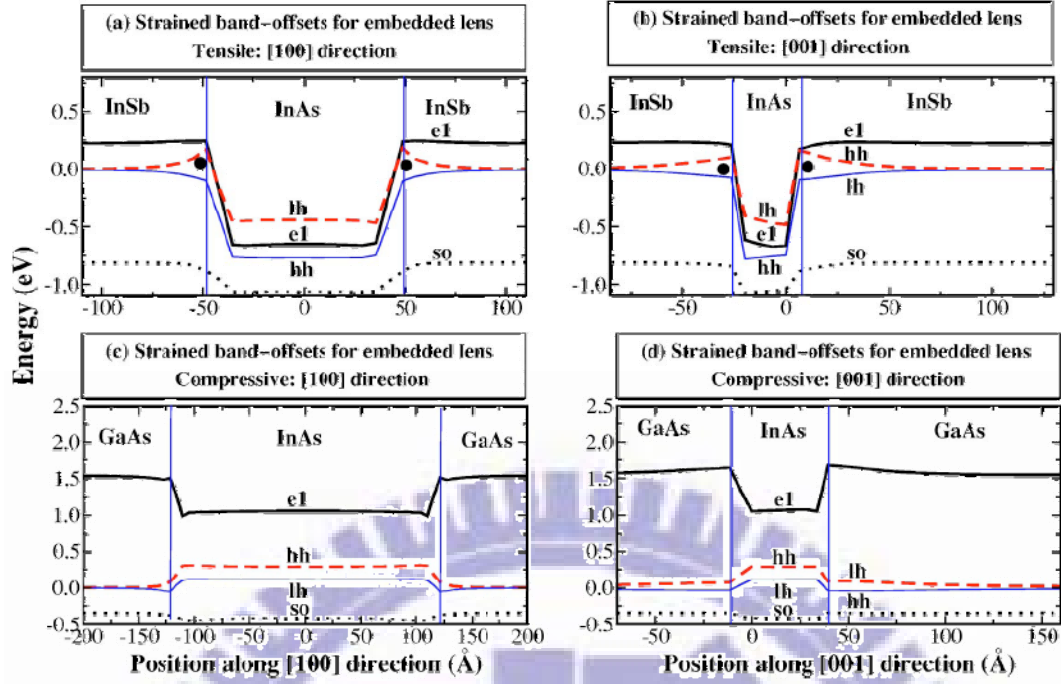 (a) Strained band-offsets for embedded lens
Tensile: [100] direction
(b) Strained band-offsets for embedded lens
Tensile: [001] direction
InSb
InAs
InSb
e1
lh
e1
hh
so
0.5
0.0
-0.5
-1.0
-100
-50
0
50
100
InSb
InAs
InSb
e1
hh
lh
lh
e1
hh
so
0.5
0.0
-0.5
-1.0
-50
0
50
100
Energy (eV)
(c) Strained band-offsets for embedded lens
Compressive: [100] direction
(d) Strained band-offsets for embedded lens
Compressive: [001] direction
GaAs
InAs
GaAs
e1
hh
lh
so
2.5
2.0
1.5
1.0
0.5
0.0
-0.5
-200
-150
-100
-50
0
50
100
150
200
Position along [100] direction (Å)
GaAs
InAs
GaAs
e1
hh
lh
so
lh
hh
2.5
2.0
1.5
1.0
0.5
0.0
-0.5
-50
0
50
100
150
Position along [001] direction (Å)